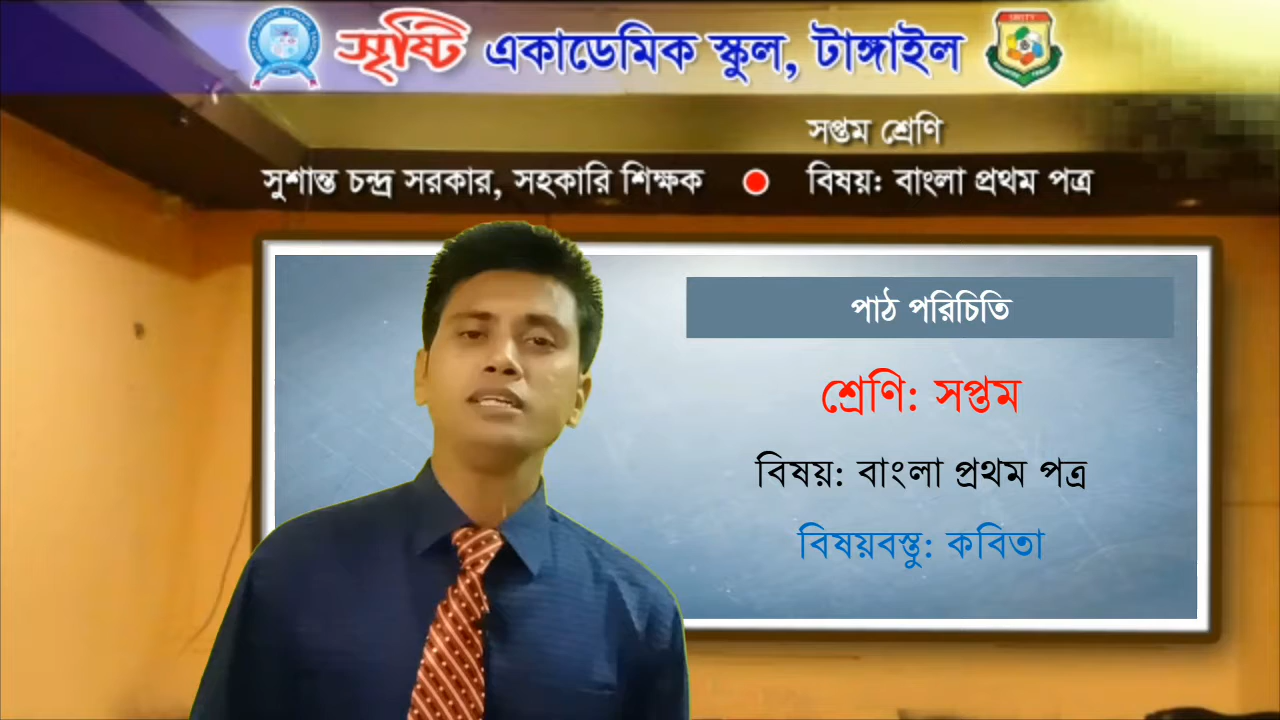 সৃষ্টি একাডেমিক স্কুল, টাঙ্গাইল
SRISTY
সপ্তম শ্রেণি
সুশান্ত চন্দ্র সরকার, সহকারি শিক্ষক
বিষয়: বাংলা প্রথম পত্র
পাঠ পরিচিতি
শ্রেণি: সপ্তম
বিষয়: বাংলা প্রথম পত্র
বিষয়বস্তু: কবিতা